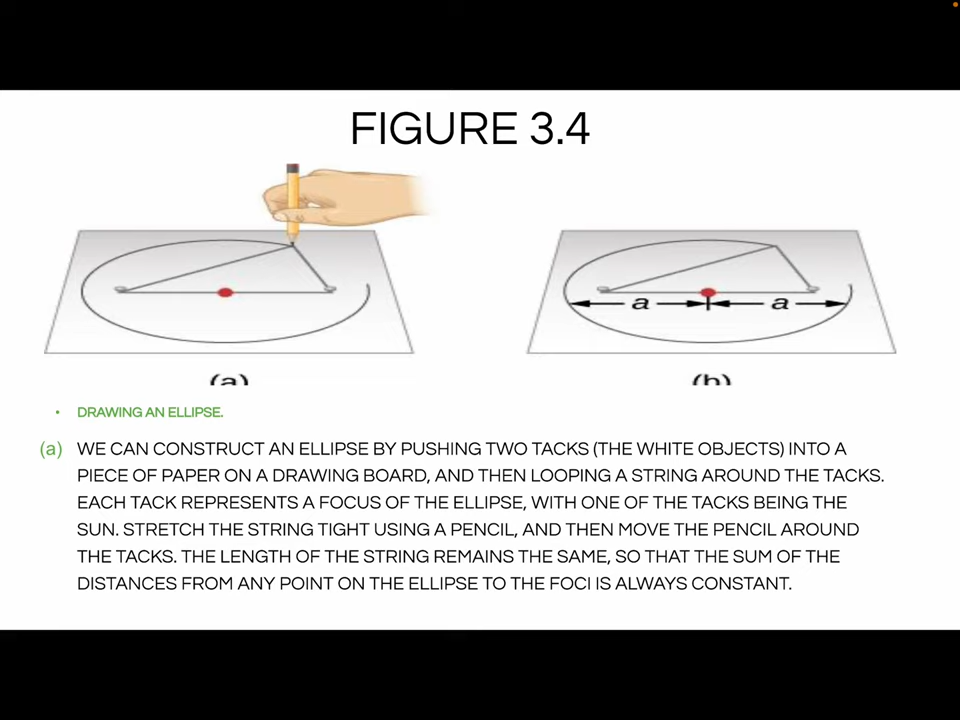 FIGURE 3.4
a a
(a) (b)
• DRAWING AN ELLIPSE.
(a) WE CAN CONSTRUCT AN ELLIPSE BY PUSHING TWO TACKS (THE WHITE OBJECTS) INTO A
PIECE OF PAPER ON A DRAWING BOARD, AND THEN LOOPING A STRING AROUND THE TACKS.
EACH TACK REPRESENTS A FOCUS OF THE ELLIPSE, WITH ONE OF THE TACKS BEING THE
SUN. STRETCH THE STRING TIGHT USING A PENCIL, AND THEN MOVE THE PENCIL AROUND
THE TACKS. THE LENGTH OF THE STRING REMAINS THE SAME, SO THAT THE SUM OF THE
DISTANCES FROM ANY POINT ON THE ELLIPSE TO THE FOCI IS ALWAYS CONSTANT.